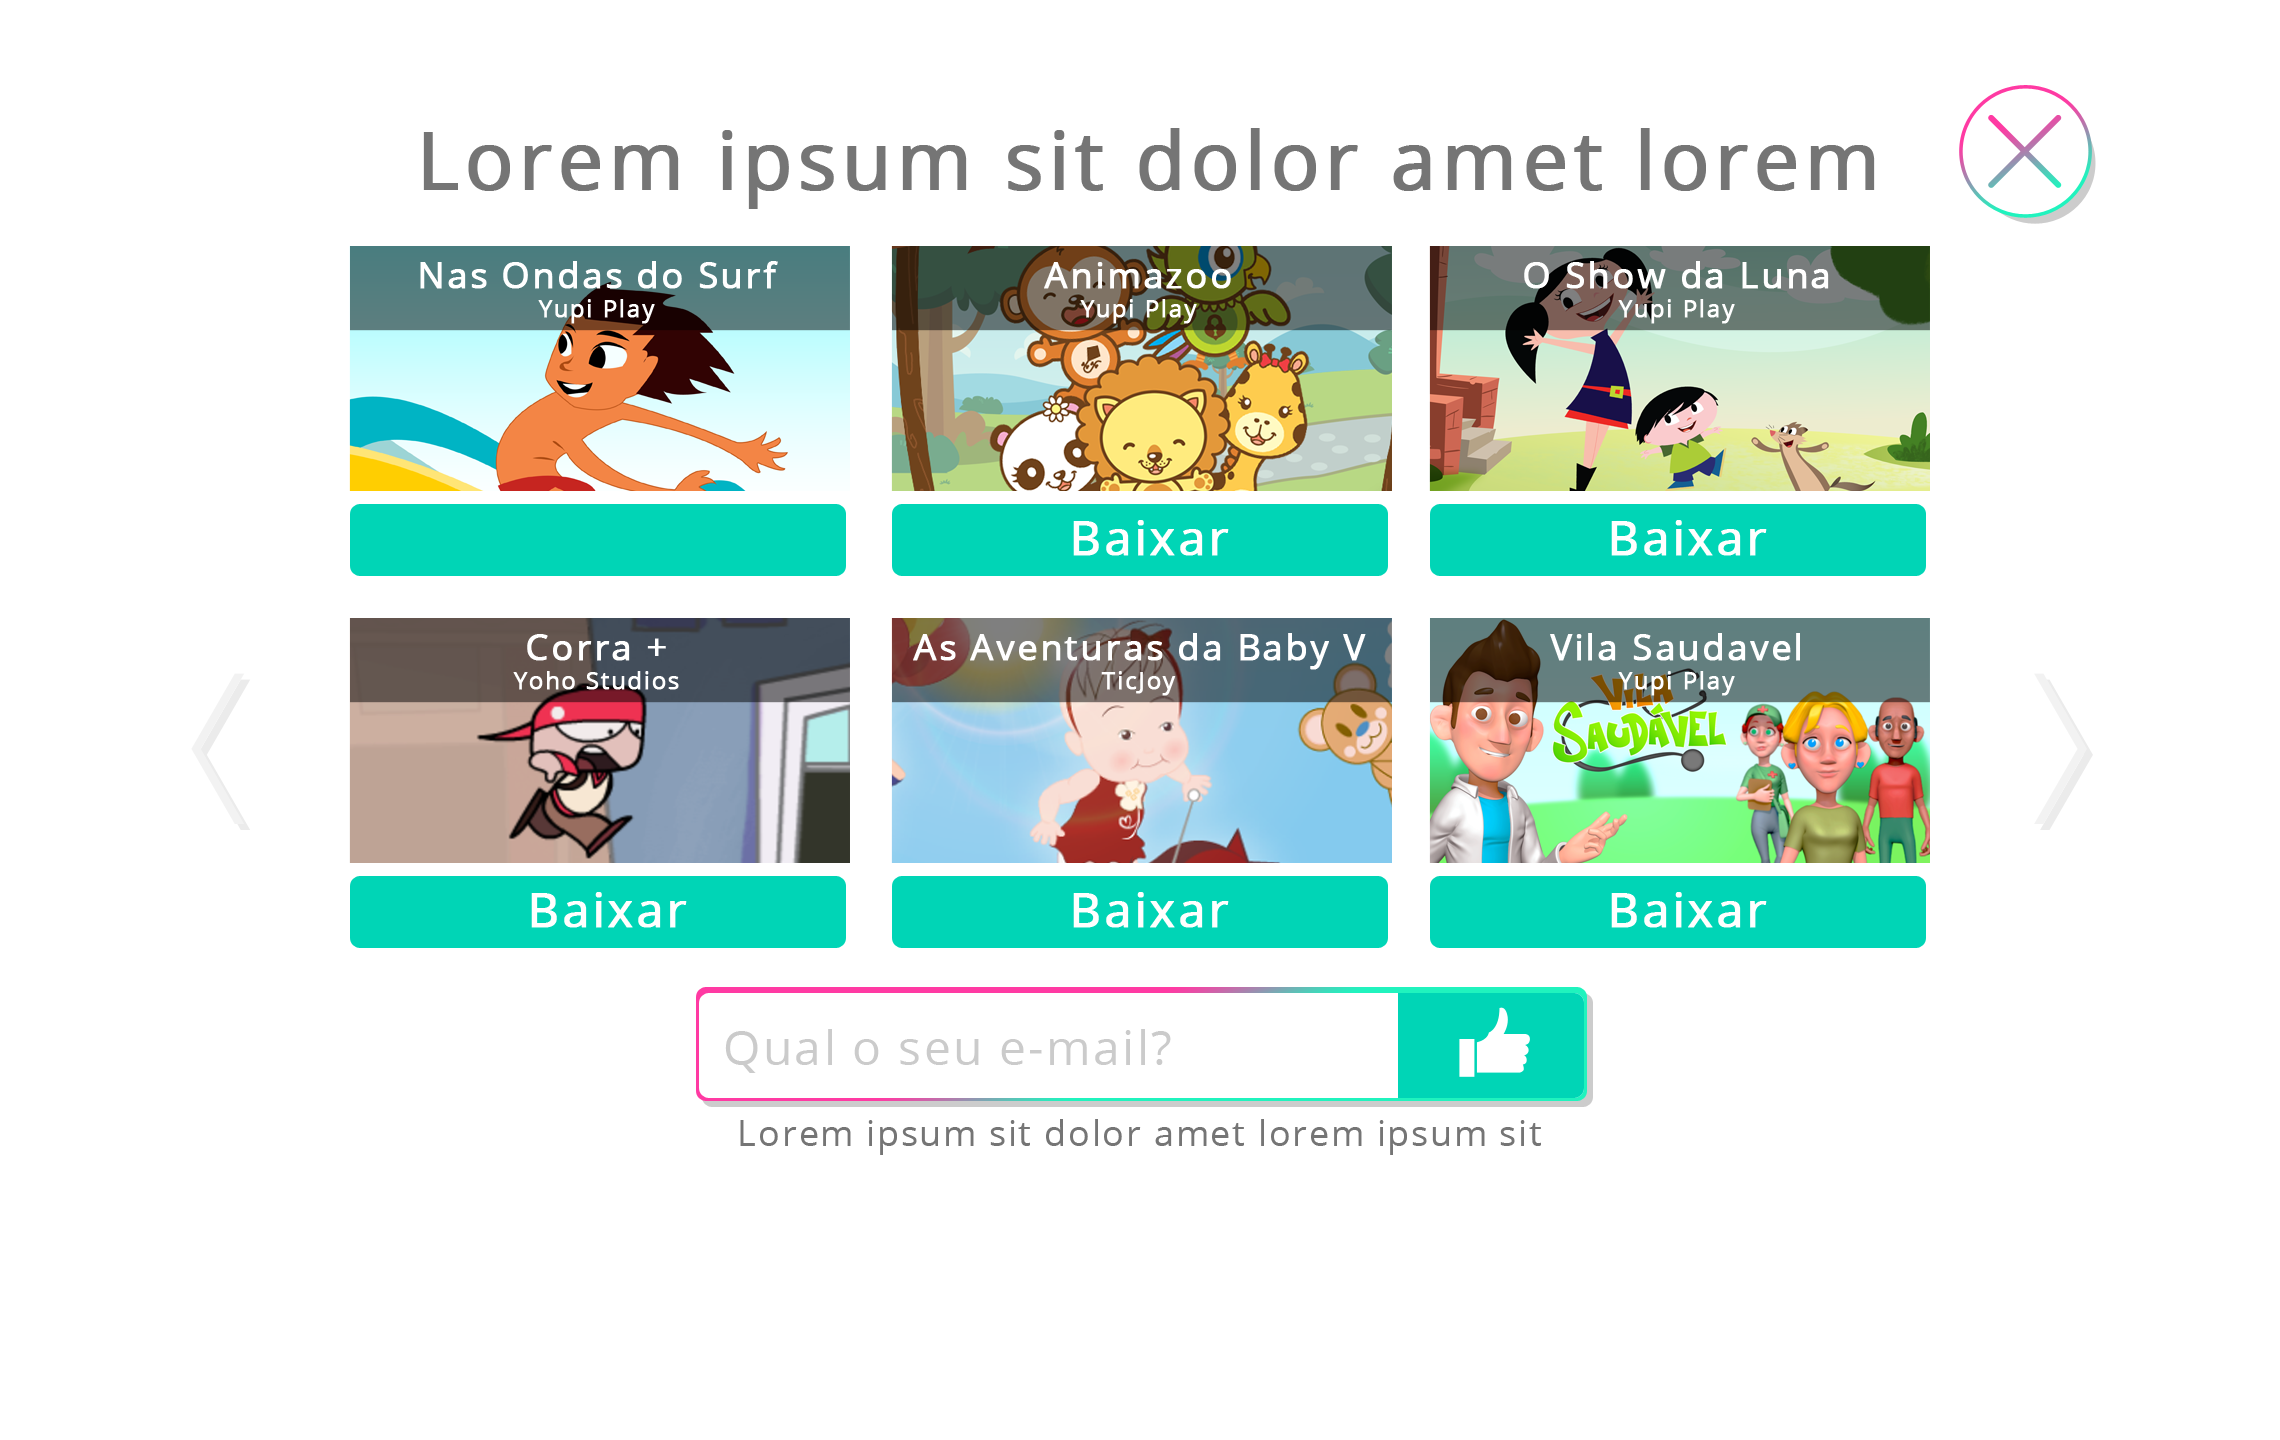 Lorem ipsum sit dolor amet lorem
Nas Ondas do Surf
Yupi Play
Animazoo
Yupi Play
O Show da Luna
Yupi Play
Baixar
Baixar
Corra +
Yoho Studios
As Aventuras da Baby V
TicJoy
Vila Saudavel
Yupi Play
VILA
SAUDÁVEL
Baixar
Baixar
Baixar
Qual o seu e-mail?
Lorem ipsum sit dolor amet lorem ipsum sit